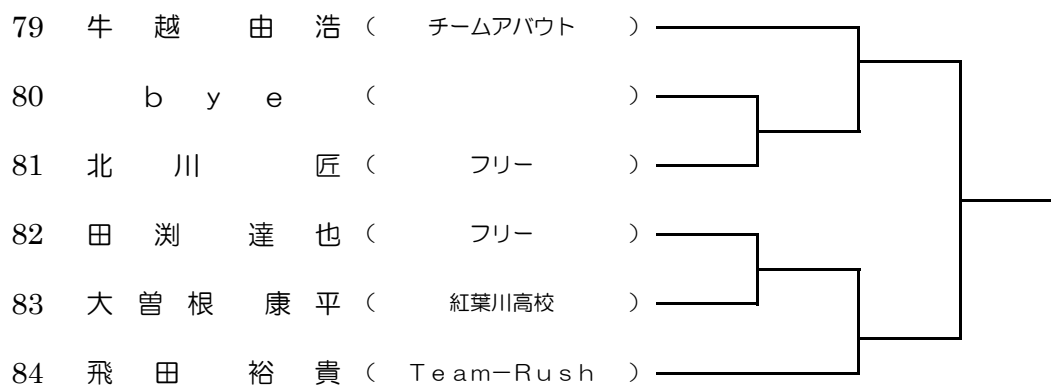 79 牛越 由浩 （ チームアバウト ）
80 ｂｙｅ （ ）
81 北川 匠 （ フリー ）
82 田渕 達也 （ フリー ）
83 大曽根 康平 （ 紅葉川高校 ）
84 飛田 裕貴 （ Ｔｅａｍ－Ｒｕｓｈ ）